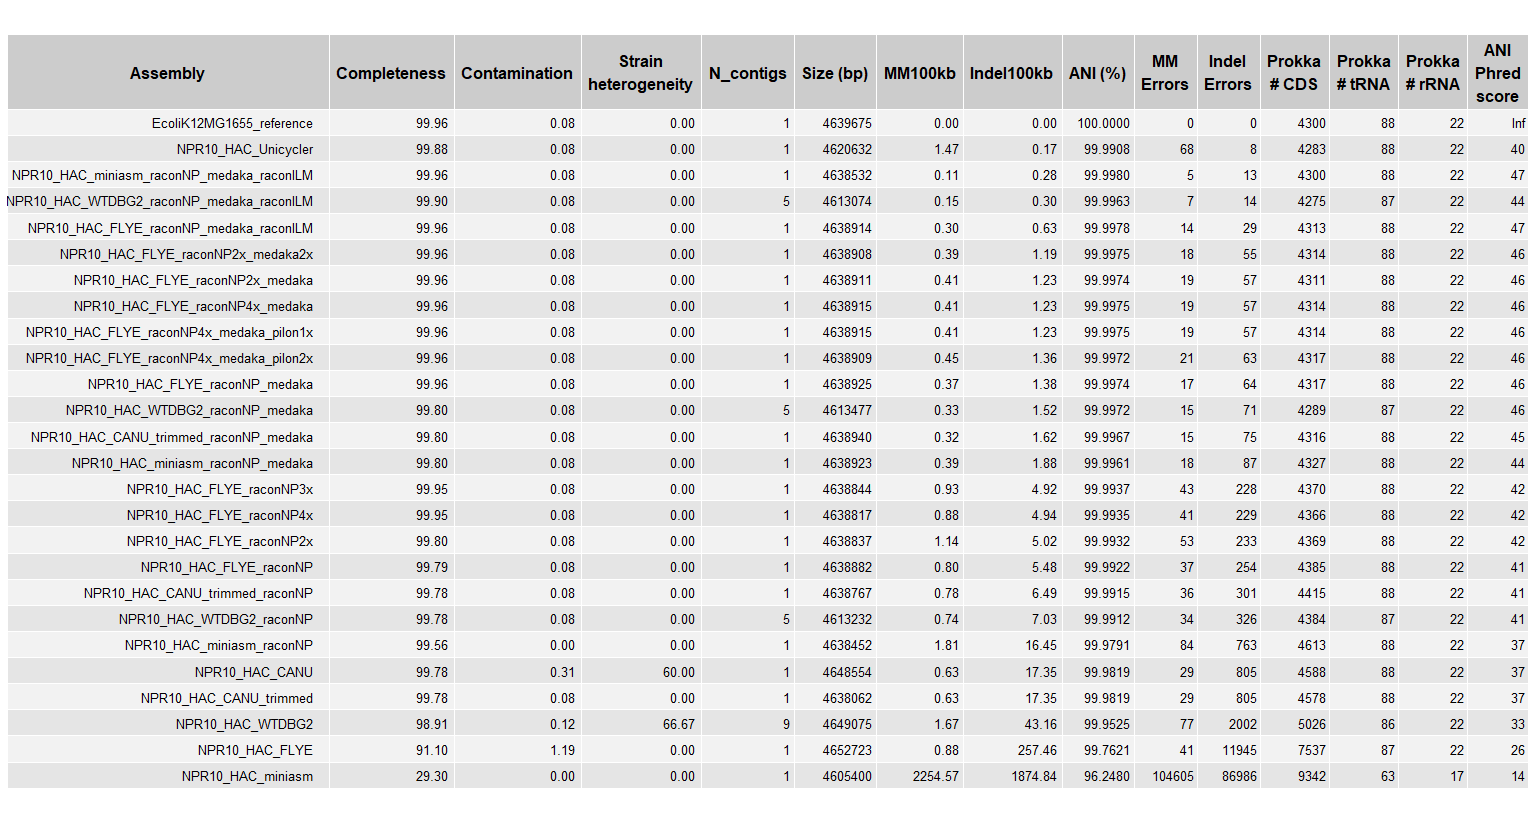 Assembly Completeness Contamination Strain heterogeneity N_contigs Size (bp) MM100kb Indel100kb ANI (%) MM Errors Indel Errors Prokka # CDS Prokka # tRNA Prokka # rRNA ANI Phred score
EcoliK12MG1655_reference 99.96 0.08 0.00 1 4639675 0.00 0.00 100.0000 0 0 4300 88 22 Inf
NPR10_HAC_Unicycler 99.88 0.08 0.00 1 4620632 1.47 0.17 99.9908 68 8 4283 88 22 40
NPR10_HAC_miniasm_raconNP_medaka_raconILM 99.96 0.08 0.00 1 4638532 0.11 0.28 99.9980 5 13 4300 88 22 47
NPR10_HAC_WTDBG2_raconNP_medaka_raconILM 99.90 0.08 0.00 5 4613074 0.15 0.30 99.9963 7 14 4275 87 22 44
NPR10_HAC_FLYE_raconNP_medaka_raconILM 99.96 0.08 0.00 1 4638914 0.30 0.63 99.9978 14 29 4313 88 22 47
NPR10_HAC_FLYE_raconNP2x_medaka2x 99.96 0.08 0.00 1 4638908 0.39 1.19 99.9975 18 55 4314 88 22 46
NPR10_HAC_FLYE_raconNP2x_medaka 99.96 0.08 0.00 1 4638911 0.41 1.23 99.9974 19 57 4311 88 22 46
NPR10_HAC_FLYE_raconNP4x_medaka 99.96 0.08 0.00 1 4638915 0.41 1.23 99.9975 19 57 4314 88 22 46
NPR10_HAC_FLYE_raconNP4x_medaka_pilon1x 99.96 0.08 0.00 1 4638915 0.41 1.23 99.9975 19 57 4314 88 22 46
NPR10_HAC_FLYE_raconNP4x_medaka_pilon2x 99.96 0.08 0.00 1 4638909 0.45 1.36 99.9972 21 63 4317 88 22 46
NPR10_HAC_FLYE_raconNP_medaka 99.96 0.08 0.00 1 4638925 0.37 1.38 99.9974 17 64 4317 88 22 46
NPR10_HAC_WTDBG2_raconNP_medaka 99.80 0.08 0.00 5 4613477 0.33 1.52 99.9972 15 71 4289 87 22 46
NPR10_HAC_CANU_trimmed_raconNP_medaka 99.80 0.08 0.00 1 4638940 0.32 1.62 99.9967 15 75 4316 88 22 45
NPR10_HAC_miniasm_raconNP_medaka 99.80 0.08 0.00 1 4638923 0.39 1.88 99.9961 18 87 4327 88 22 44
NPR10_HAC_FLYE_raconNP3x 99.95 0.08 0.00 1 4638844 0.93 4.92 99.9937 43 228 4370 88 22 42
NPR10_HAC_FLYE_raconNP4x 99.95 0.08 0.00 1 4638817 0.88 4.94 99.9935 41 229 4366 88 22 42
NPR10_HAC_FLYE_raconNP2x 99.80 0.08 0.00 1 4638837 1.14 5.02 99.9932 53 233 4369 88 22 42
NPR10_HAC_FLYE_raconNP 99.79 0.08 0.00 1 4638882 0.80 5.48 99.9922 37 254 4385 88 22 41
NPR10_HAC_CANU_trimmed_raconNP 99.78 0.08 0.00 1 4638767 0.78 6.49 99.9915 36 301 4415 88 22 41
NPR10_HAC_WTDBG2_raconNP 99.78 0.08 0.00 5 4613232 0.74 7.03 99.9912 34 326 4384 87 22 41
NPR10_HAC_miniasm_raconNP 99.56 0.00 0.00 1 4638452 1.81 16.45 99.9791 84 763 4613 88 22 37
NPR10_HAC_CANU 99.78 0.31 60.00 1 4648554 0.63 17.35 99.9819 29 805 4588 88 22 37
NPR10_HAC_CANU_trimmed 99.78 0.08 0.00 1 4638062 0.63 17.35 99.9819 29 805 4578 88 22 37
NPR10_HAC_WTDBG2 98.91 0.12 66.67 9 4649075 1.67 43.16 99.9525 77 2002 5026 86 22 33
NPR10_HAC_FLYE 91.10 1.19 0.00 1 4652723 0.88 257.46 99.7621 41 11945 7537 87 22 26
NPR10_HAC_miniasm 29.30 0.00 0.00 1 4605400 2254.57 1874.84 96.2480 104605 86986 9342 63 17 14